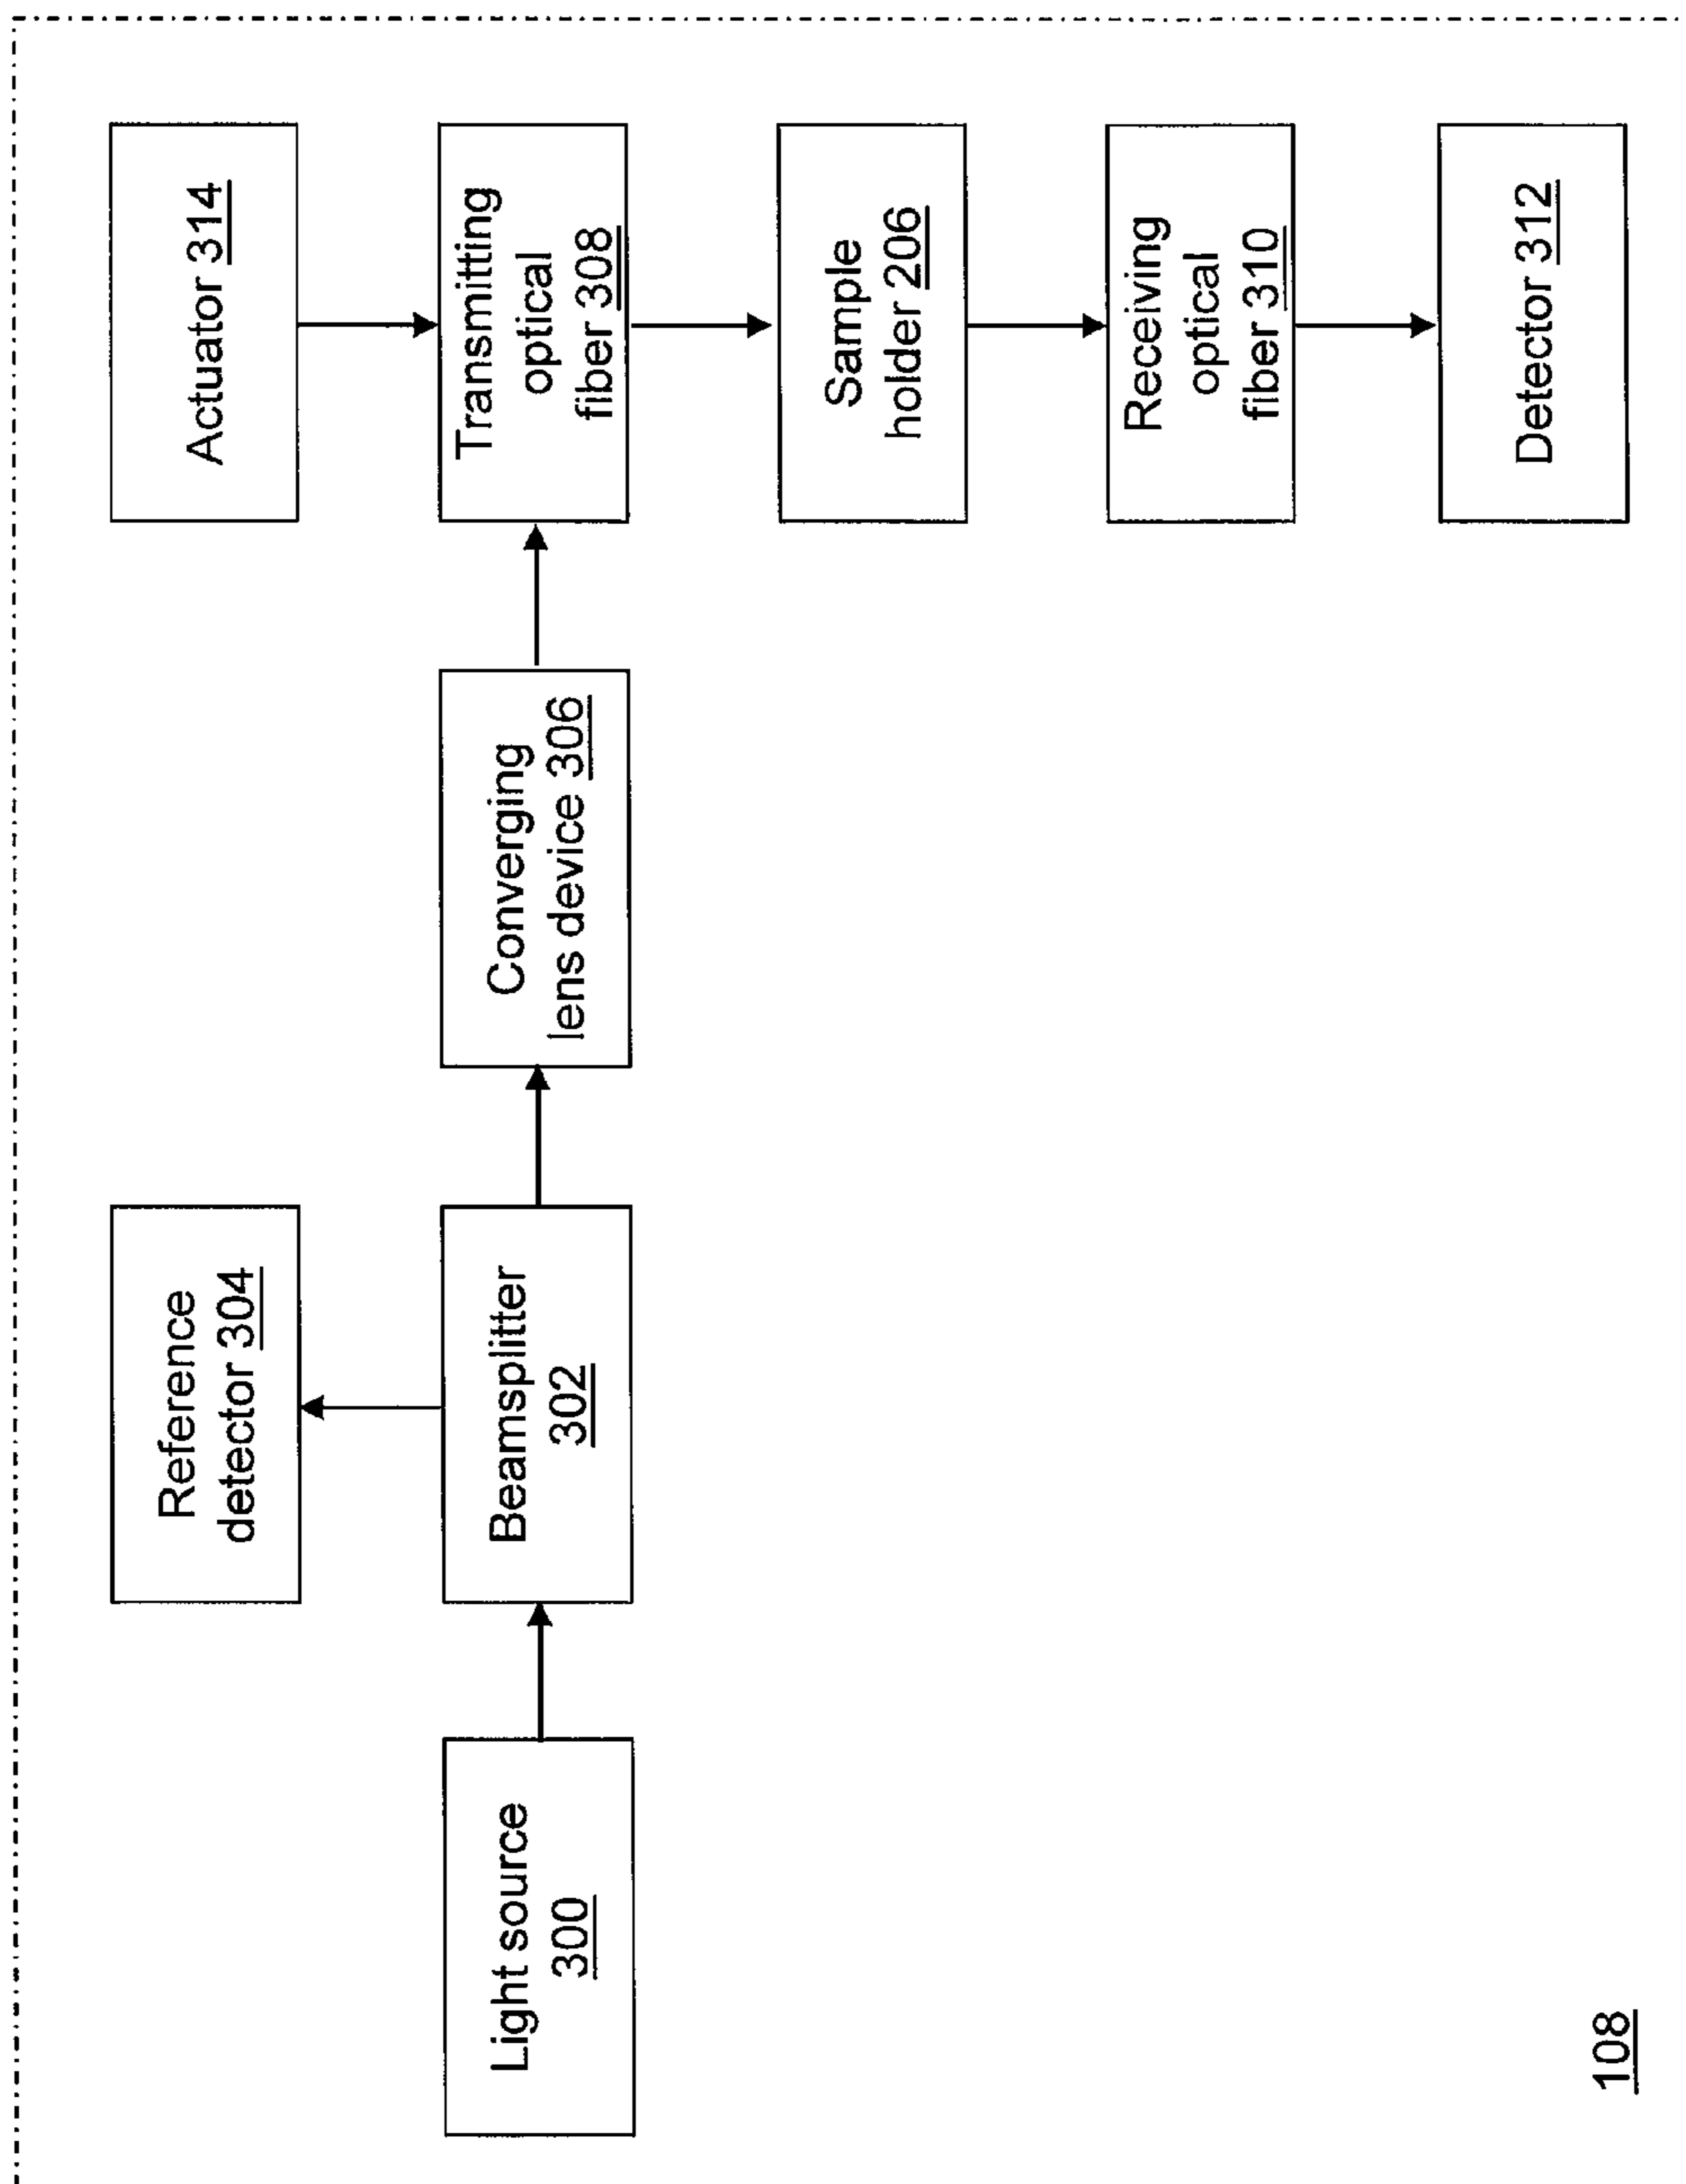 Light source
300
Beamsplitter
302
Reference
detector 304
Converging
lens device 306
Actuator 314
Transmitting
optical
fiber 308
Sample
holder 206
Receiving
optical
fiber 310
Detector 312
108